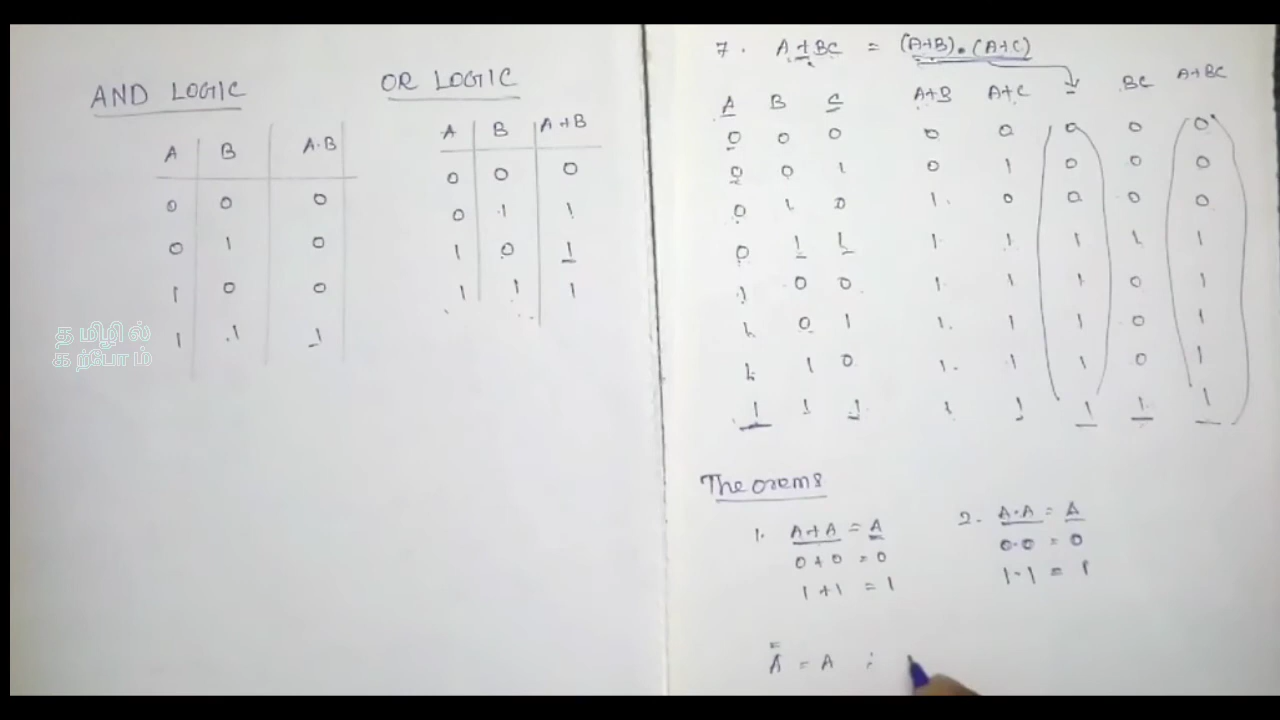 AND LOGIC
A B A·B
0 0 0
0 1 0
1 0 0
1 1 1
தமிழில்
கற்போம்
OR LOGIC
A B A+B
0 0 0
0 1 1
1 0 1
1 1 1
7. A+BC = (A+B).(A+C)
A B C A+B A+C BC A+BC
0 0 0 0 0 0 0 0
0 0 1 0 1 0 0 0
0 1 0 1 0 0 0 0
0 1 1 1 1 1 1 1
1 0 0 1 1 1 0 1
1 0 1 1 1 1 0 1
1 1 0 1 1 1 0 1
1 1 1 1 1 1 1 1
Theorems
1. A+A = A
0+0 = 0
1+1 = 1
2. A·A = A
0·0 = 0
1·1 = 1
A̿ = A ;